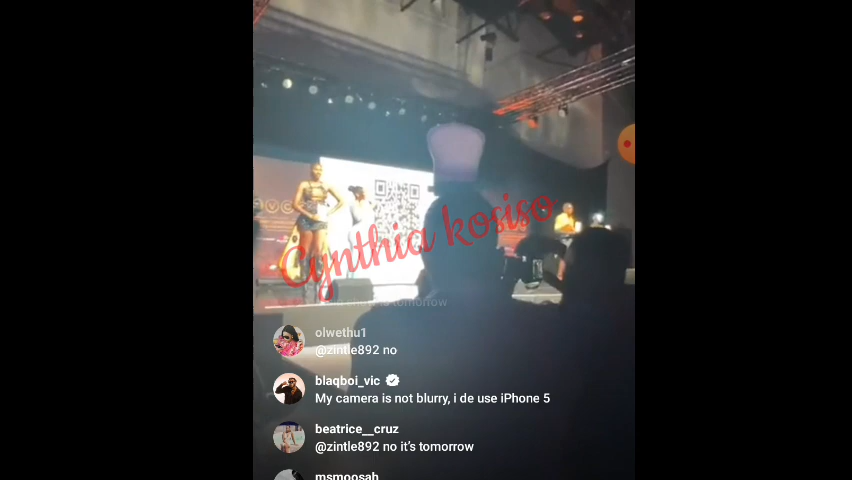 Cynthia kosiso
tomorrow
olwethu1
@zintle892 no
blaqboi_vic
My camera is not blurry, i de use iPhone 5
beatrice__cruz
@zintle892 no it's tomorrow
msmoosah